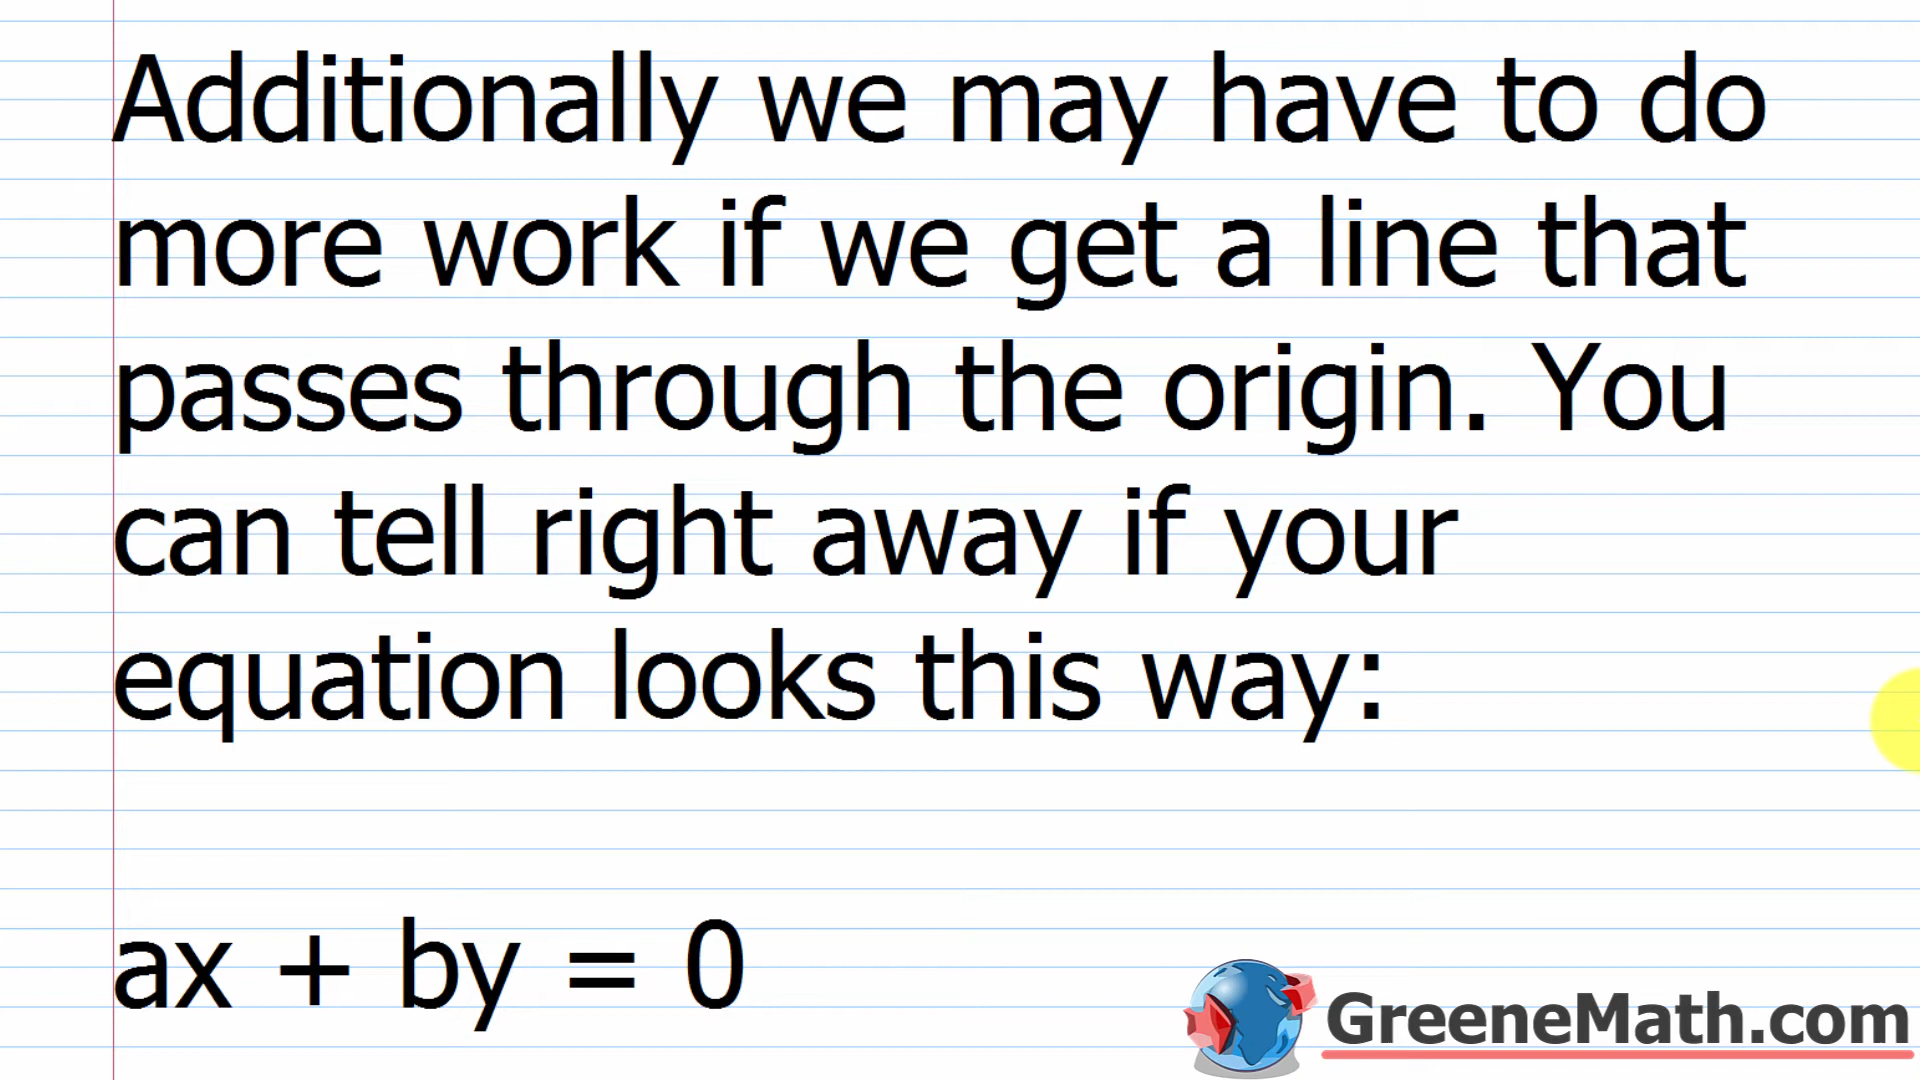 Additionally we may have to do
more work if we get a line that
passes through the origin. You
can tell right away if your
equation looks this way:
ax + by = 0
GreeneMath.com